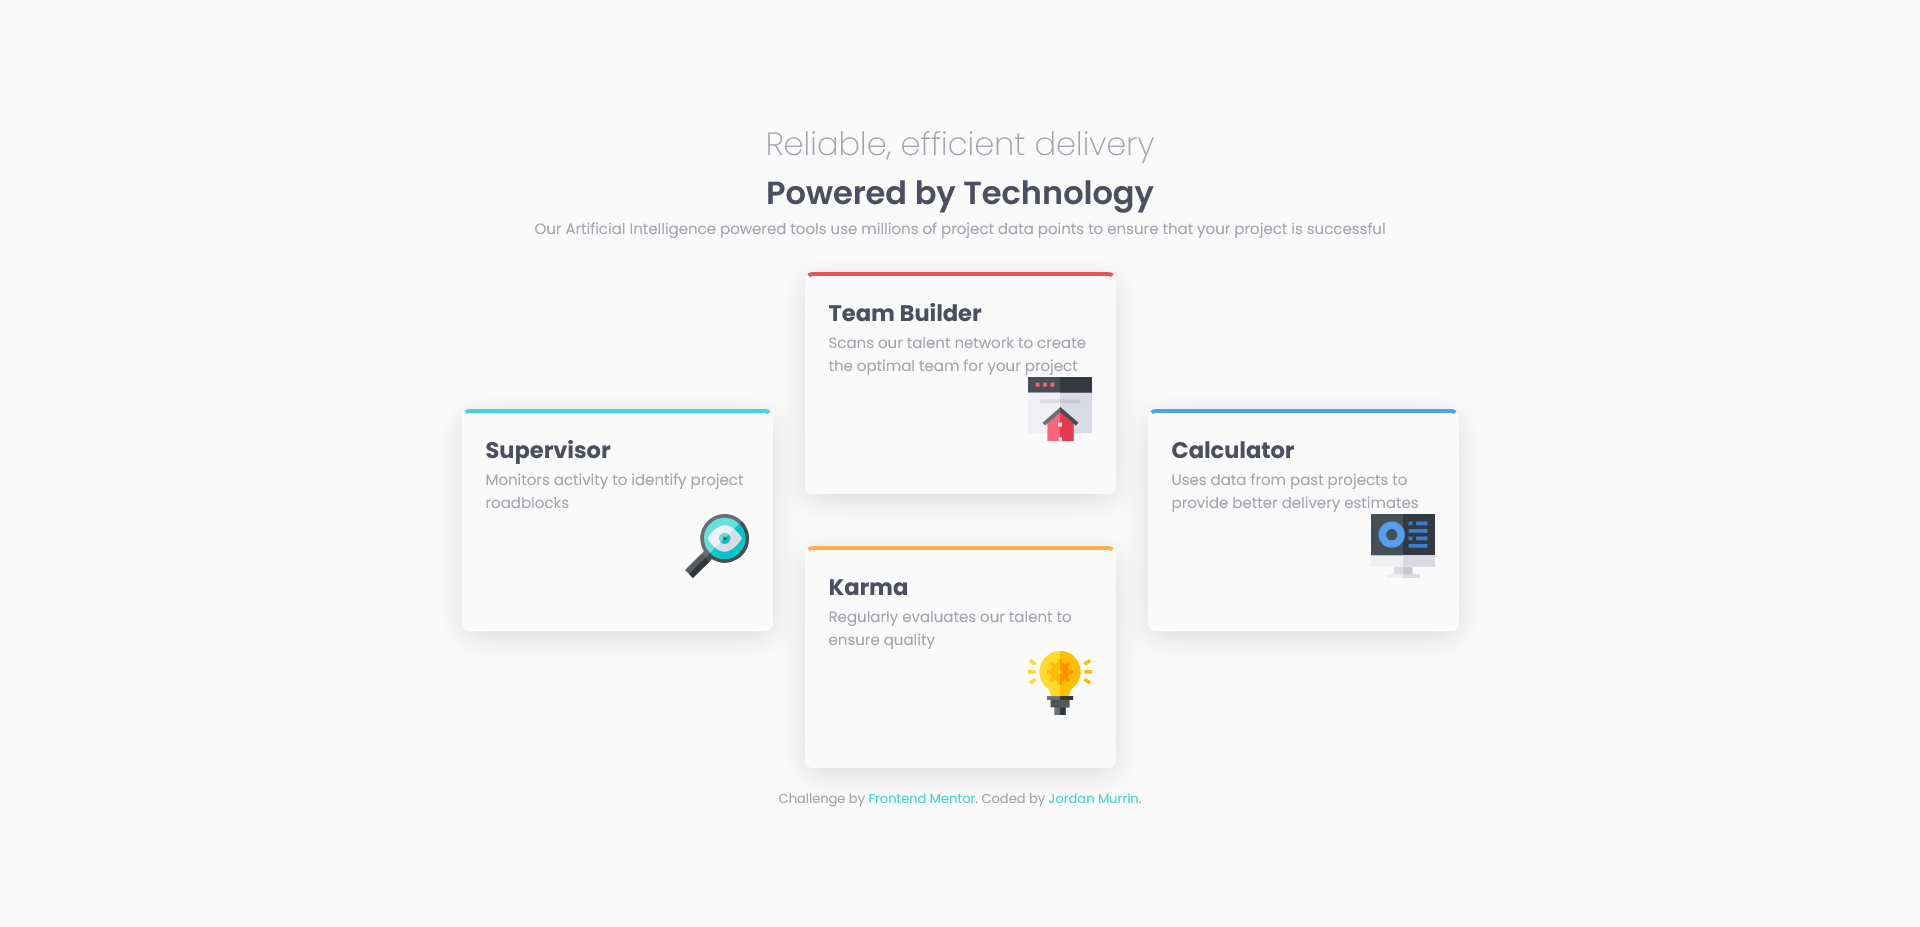 Reliable, efficient delivery
Powered by Technology
Our Artificial Intelligence powered tools use millions of project data points to ensure that your project is successful
Team Builder
Scans our talent network to create
the optimal team for your project
Supervisor
Monitors activity to identify project
roadblocks
Calculator
Uses data from past projects to
provide better delivery estimates
Karma
Regularly evaluates our talent to
ensure quality
Challenge by Frontend Mentor. Coded by Jordan Murrin.